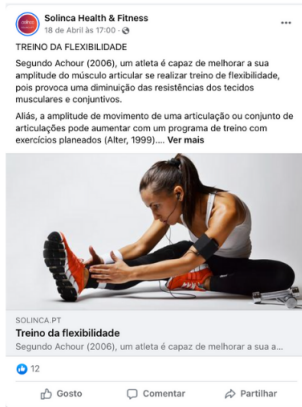 Solinca Health & Fitness
18 de Abril às 17:00 ·
TREINO DA FLEXIBILIDADE
Segundo Achour (2006), um atleta é capaz de melhorar a sua
amplitude do músculo articular se realizar treino de flexibilidade,
pois provoca uma diminuição das resistências dos tecidos
musculares e conjuntivos.
Aliás, a amplitude de movimento de uma articulação ou conjunto de
articulações pode aumentar com um programa de treino com
exercícios planeados (Alter, 1999).... Ver mais
SOLINCA.PT
Treino da flexibilidade
Segundo Achour (2006), um atleta é capaz de melhorar a sua a...
12
Gosto
Comentar
Partilhar